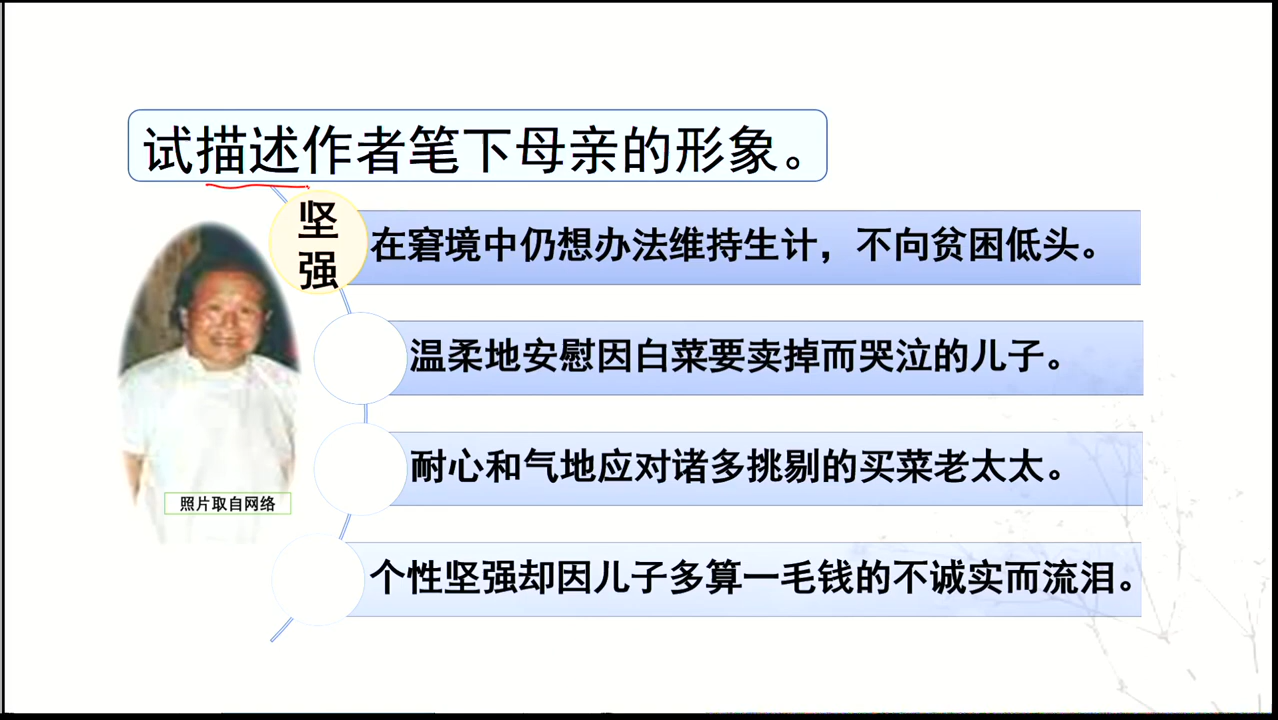 试描述作者笔下母亲的形象。
坚
强
在窘境中仍想办法维持生计，不向贫困低头。
温柔地安慰因白菜要卖掉而哭泣的儿子。
耐心和气地应对诸多挑剔的买菜老太太。
照片取自网络
个性坚强却因儿子多算一毛钱的不诚实而流泪。